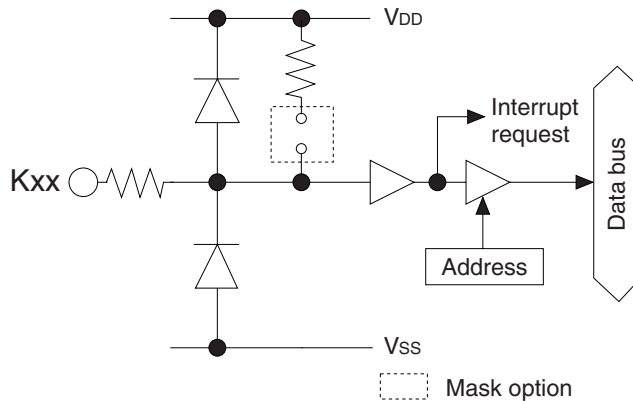 VDD
Interrupt
request
Kxx
Data bus
Address
VSS
Mask option